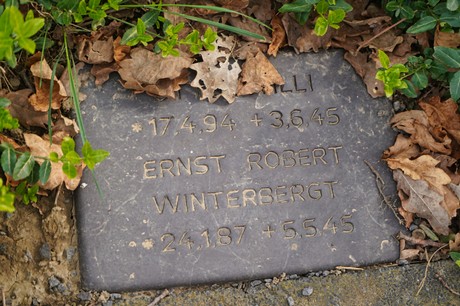 * 17.4.94 + 3.6.45
ERNST ROBERT
WINTERBERGT
* 24.1.87 + 5.5.45